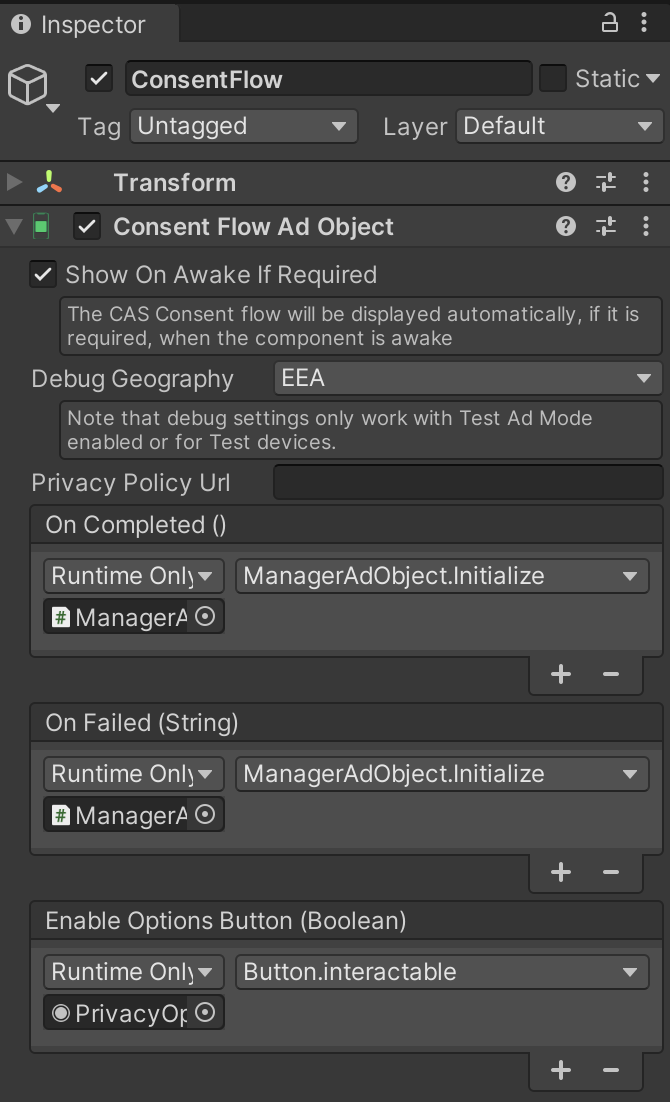 Inspector
ConsentFlow
Static
Tag Untagged Layer Default
Transform
Consent Flow Ad Object
Show On Awake If Required
The CAS Consent flow will be displayed automatically, if it is
required, when the component is awake
Debug Geography EEA
Note that debug settings only work with Test Ad Mode
enabled or for Test devices.
Privacy Policy Url
On Completed ()
Runtime Only ManagerAdObject.Initialize
ManagerA
On Failed (String)
Runtime Only ManagerAdObject.Initialize
ManagerA
Enable Options Button (Boolean)
Runtime Only Button.interactable
PrivacyOp